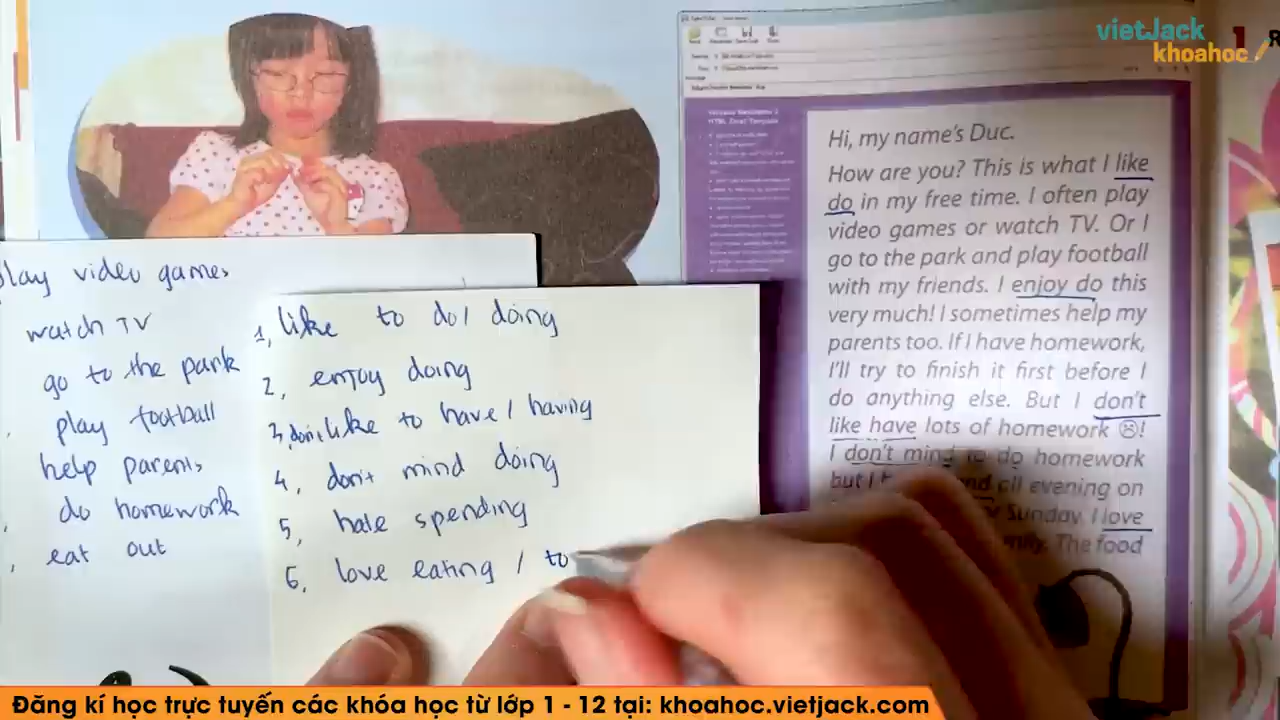 vietJack
khoahoc
1
Hi, my name's Duc.
How are you? This is what I like
do in my free time. I often play
video games or watch TV. Or I
go to the park and play football
with my friends. I enjoy do this
very much! I sometimes help my
parents too. If I have homework,
I'll try to finish it first before I
do anything else. But I don't
like have lots of homework ☹!
I don't mind to do homework
but I all evening on
Sunday. I love
The food
play video games
watch TV
go to the park
play football
help parents
do homework
eat out
1, like to do / doing
2, enjoy doing
3, don't like to have / having
4, don't mind doing
5, hate spending
6, love eating / to
Đăng kí học trực tuyến các khóa học từ lớp 1 - 12 tại: khoahoc.vietjack.com